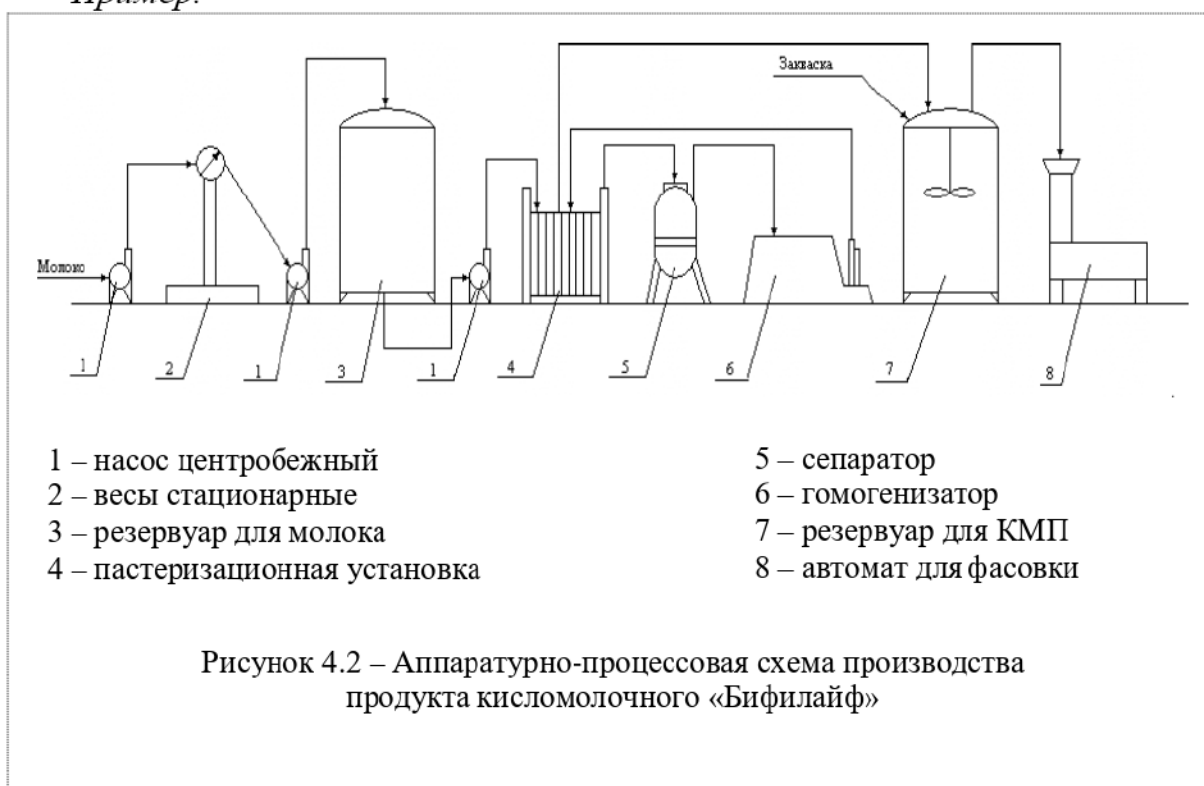 Пример:
Закваска
Молоко
1
2
1
3
1
4
5
6
7
8
1 – насос центробежный
2 – весы стационарные
3 – резервуар для молока
4 – пастеризационная установка
5 – сепаратор
6 – гомогенизатор
7 – резервуар для КМП
8 – автомат для фасовки
Рисунок 4.2 – Аппаратурно-процессовая схема производства
продукта кисломолочного «Бифилайф»